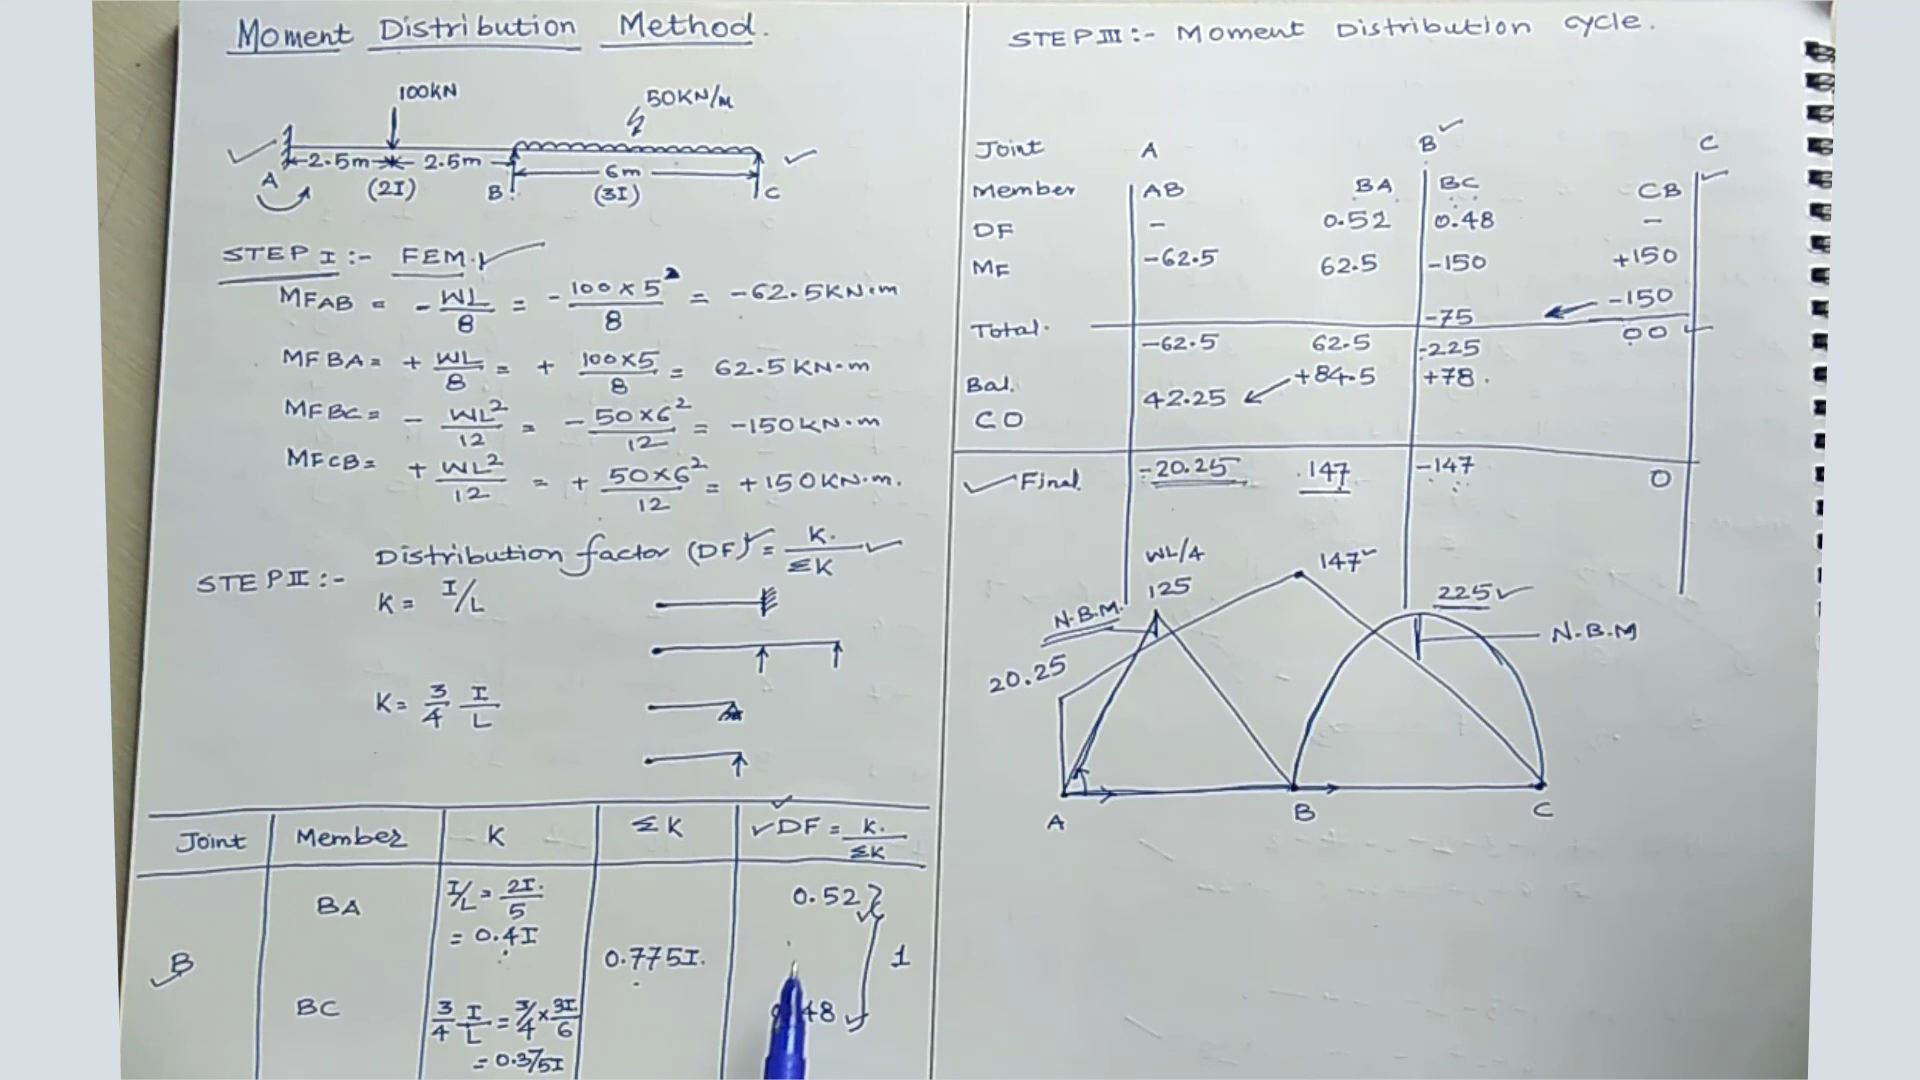 Moment Distribution Method.
100KN
50KN/M
2.5m 2.5m
6m
A (2I) B (3I) C
STEP I :- FEM.
MFAB = - WL/8 = - 100 x 5²/8 = -62.5KN.m
MFBA = + WL/8 = + 100x5/8 = 62.5 KN-m
MFBC = - WL²/12 = - 50x6²/12 = -150KN.m
MFCB = + WL²/12 = + 50x6²/12 = +150KN.m.
STEP II :- Distribution factor (DF) = K./ΣK
K = I/L
K = 3/4 I/L
Joint Member K ΣK DF = K./ΣK
BA I/L = 2I./5 0.52
= 0.4I
B 0.775I. 1
BC 3/4 I/L = 3/4 x 3I/6 48
= 0.375I
STEP III :- Moment Distribution cycle.
Joint A B C
Member AB BA BC CB
DF - 0.52 0.48 -
MF -62.5 62.5 -150 +150
-75 -150
Total. -62.5 62.5 -225 00
Bal. +84.5 +78.
CO 42.25
Final -20.25 147 -147 0
WL/4
125
147
225
N.B.M.
N.B.M
20.25
A B C